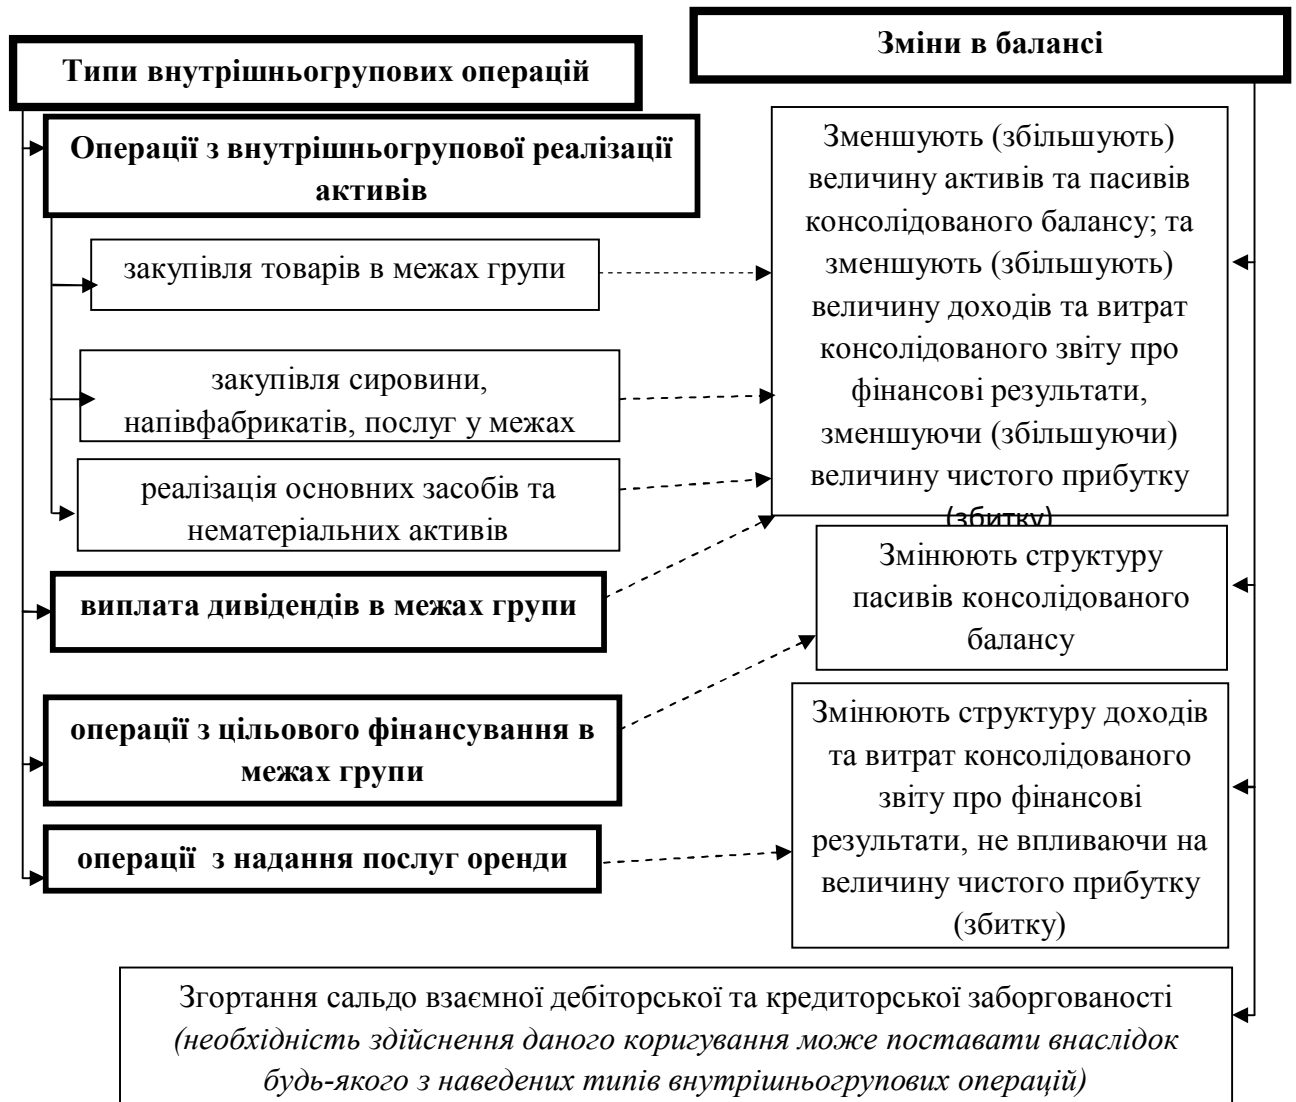 Типи внутрішньогрупових операцій
Операції з внутрішньогрупової реалізації
активів
закупівля товарів в межах групи
закупівля сировини,
напівфабрикатів, послуг у межах
реалізація основних засобів та
нематеріальних активів
виплата дивідендів в межах групи
операції з цільового фінансування в
межах групи
операції з надання послуг оренди
Зміни в балансі
Зменшують (збільшують)
величину активів та пасивів
консолідованого балансу; та
зменшують (збільшують)
величину доходів та витрат
консолідованого звіту про
фінансові результати,
зменшуючи (збільшуючи)
величину чистого прибутку
(збитку)
Змінюють структуру
пасивів консолідованого
балансу
Змінюють структуру доходів
та витрат консолідованого
звіту про фінансові
результати, не впливаючи на
величину чистого прибутку
(збитку)
Згортання сальдо взаємної дебіторської та кредиторської заборгованості
(необхідність здійснення даного коригування може поставати внаслідок
будь-якого з наведених типів внутрішньогрупових операцій)